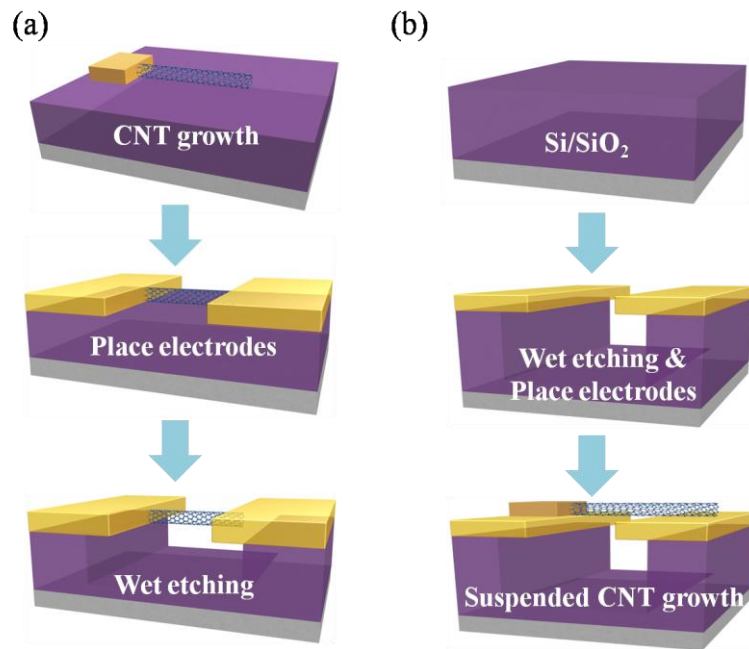 (a)
CNT growth
Place electrodes
Wet etching
(b)
Si/SiO₂
Wet etching &
Place electrodes
Suspended CNT growth